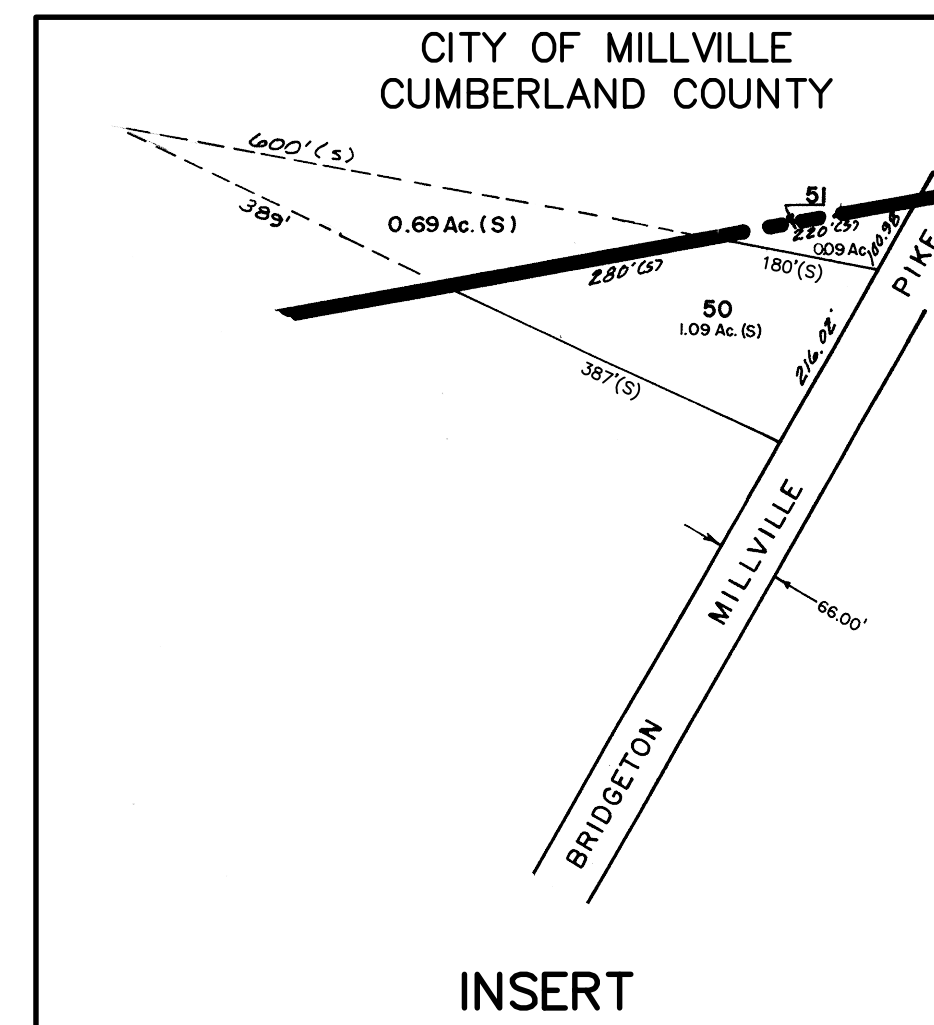 CITY OF MILLVILLE
CUMBERLAND COUNTY
600'(S)
389'
0.69 Ac. (S)
51
220'(S)
0.09 Ac.
100.98
280'(S)
180'(S)
PIKE
50
1.09 Ac. (S)
216.02'
387'(S)
MILLVILLE
66.00'
BRIDGETON
INSERT